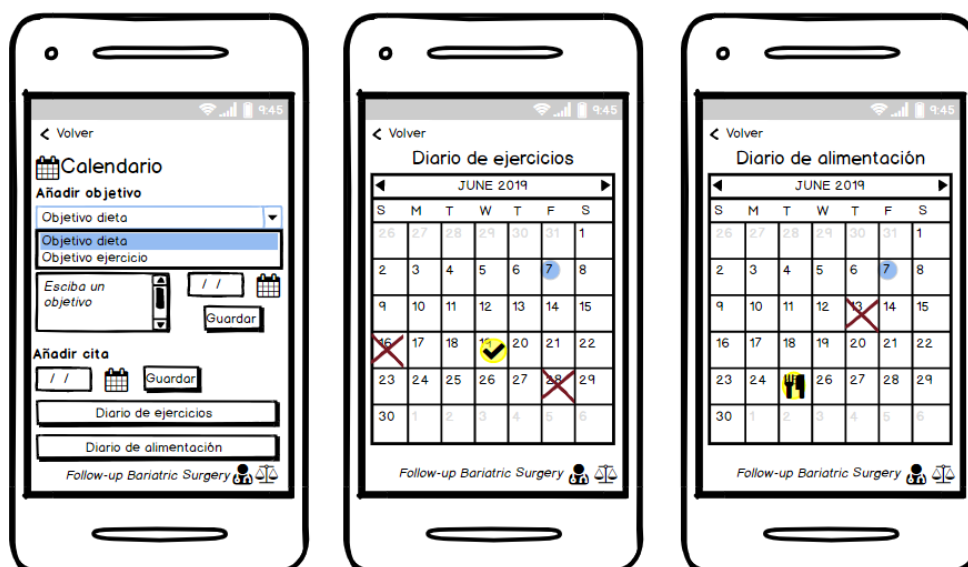 9:45
Volver
Calendario
Añadir objetivo
Objetivo dieta
Objetivo dieta
Objetivo ejercicio
Esciba un
objetivo
/ /
Guardar
Añadir cita
/ /
Guardar
Diario de ejercicios
Diario de alimentación
Follow-up Bariatric Surgery
9:45
Volver
Diario de ejercicios
JUNE 2019
S M T W T F S
26 27 28 29 30 31 1
2 3 4 5 6 7 8
9 10 11 12 13 14 15
16 17 18 19 20 21 22
23 24 25 26 27 28 29
30 1 2 3 4 5 6
Follow-up Bariatric Surgery
9:45
Volver
Diario de alimentación
JUNE 2019
S M T W T F S
26 27 28 29 30 31 1
2 3 4 5 6 7 8
9 10 11 12 13 14 15
16 17 18 19 20 21 22
23 24 26 27 28 29
30 1 2 3 4 5 6
Follow-up Bariatric Surgery